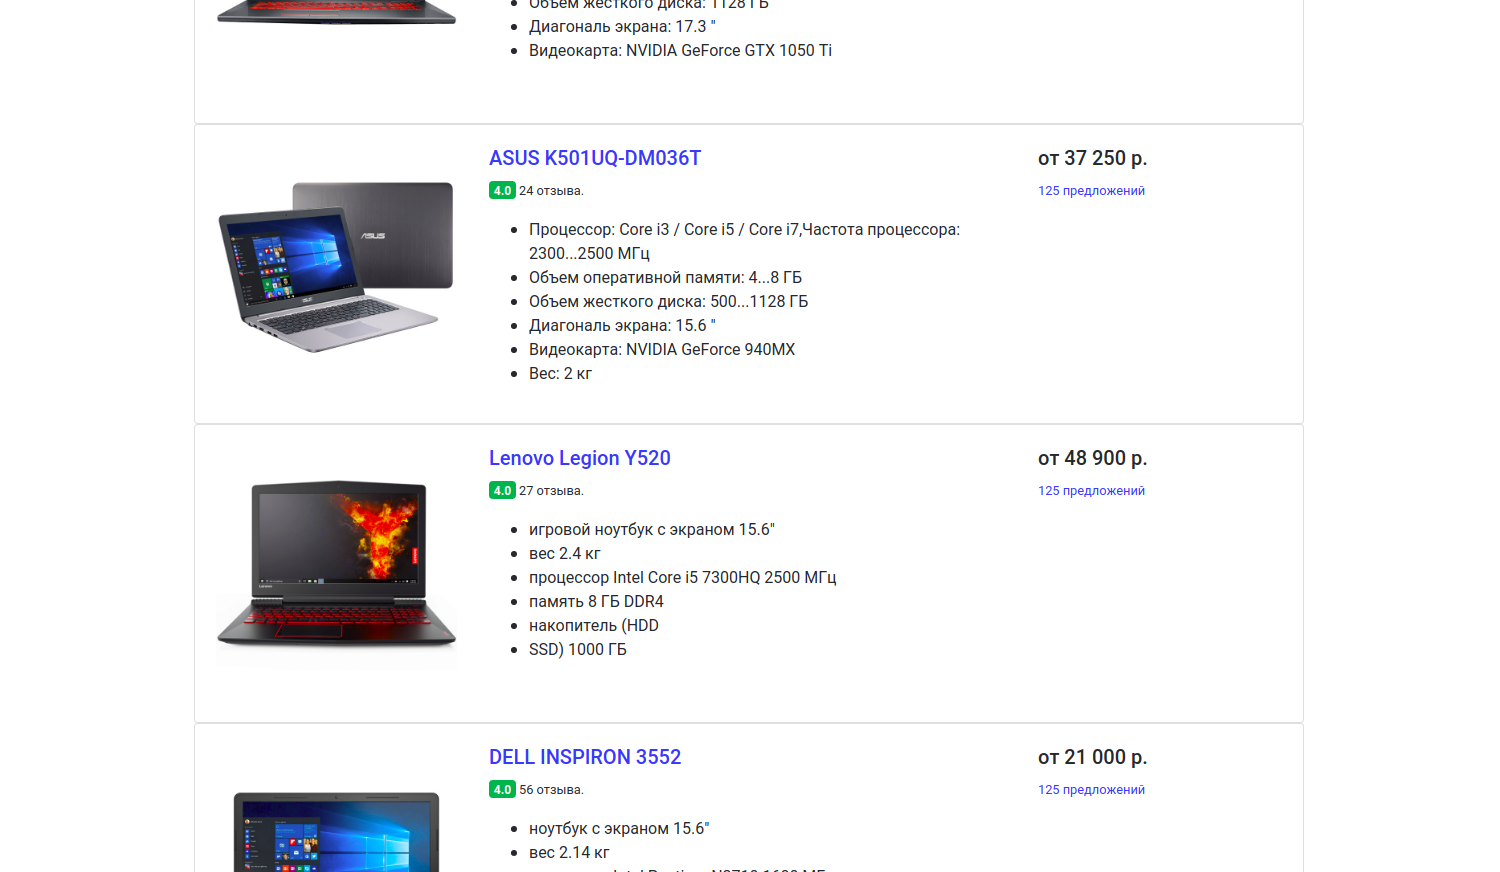 Объем жесткого диска: 1128 ГБ
Диагональ экрана: 17.3 "
Видеокарта: NVIDIA GeForce GTX 1050 Ti
ASUS K501UQ-DM036T
от 37 250 р.
4.0 24 отзыва.
125 предложений
Процессор: Core i3 / Core i5 / Core i7,Частота процессора:
2300...2500 МГц
Объем оперативной памяти: 4...8 ГБ
Объем жесткого диска: 500...1128 ГБ
Диагональ экрана: 15.6 "
Видеокарта: NVIDIA GeForce 940MX
Вес: 2 кг
ASUS
Lenovo Legion Y520
от 48 900 р.
4.0 27 отзыва.
125 предложений
игровой ноутбук с экраном 15.6"
вес 2.4 кг
процессор Intel Core i5 7300HQ 2500 МГц
память 8 ГБ DDR4
накопитель (HDD
SSD) 1000 ГБ
DELL INSPIRON 3552
от 21 000 р.
4.0 56 отзыва.
125 предложений
ноутбук с экраном 15.6"
вес 2.14 кг